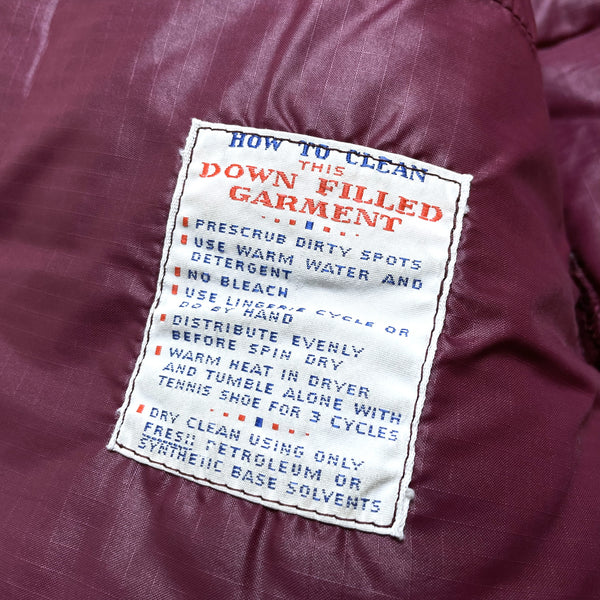 HOW TO CLEAN
THIS
DOWN FILLED
GARMENT
PRESCRUB DIRTY SPOTS
USE WARM WATER AND
DETERGENT
NO BLEACH
USE LINGERIE CYCLE OR
DO BY HAND
DISTRIBUTE EVENLY
BEFORE SPIN DRY
WARM HEAT IN DRYER
AND TUMBLE ALONE WITH
TENNIS SHOE FOR 3 CYCLES
DRY CLEAN USING ONLY
FRESH PETROLEUM OR
SYNTHETIC BASE SOLVENTS